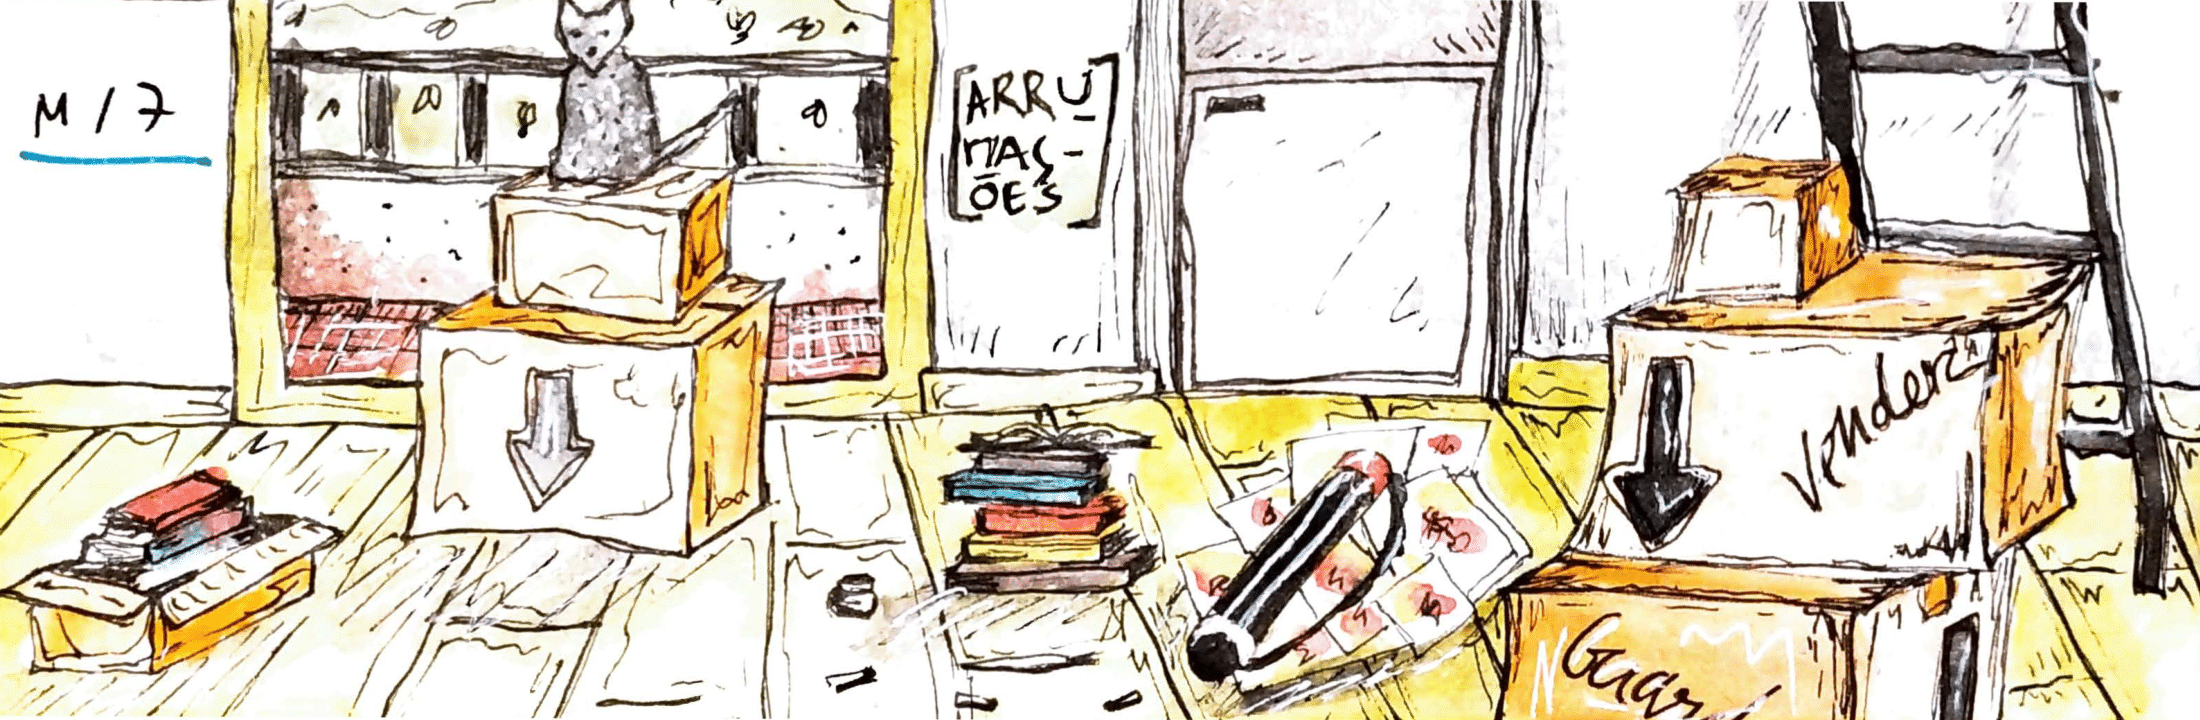 M/7
[ARRU-
MAÇ-
ÕES]
vender